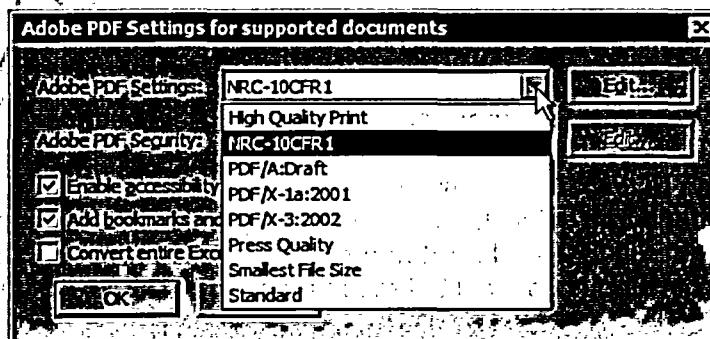 Adobe PDF Settings for supported documents
Adobe PDF Settings: NRC-10CFR1 Edit...
High Quality Print
Adobe PDF Security: NRC-10CFR1 Edit...
PDF/A:Draft
Enable accessibility
PDF/X-1a:2001
Add bookmarks and PDF/X-3:2002
Convert entire Exc Press Quality
Smallest File Size
OK Standard